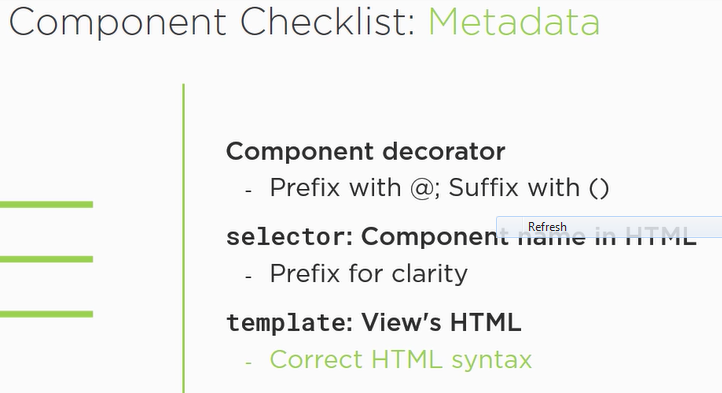 Component Checklist: Metadata
Component decorator
- Prefix with @; Suffix with ()
Refresh
selector: Component name in HTML
- Prefix for clarity
template: View's HTML
- Correct HTML syntax